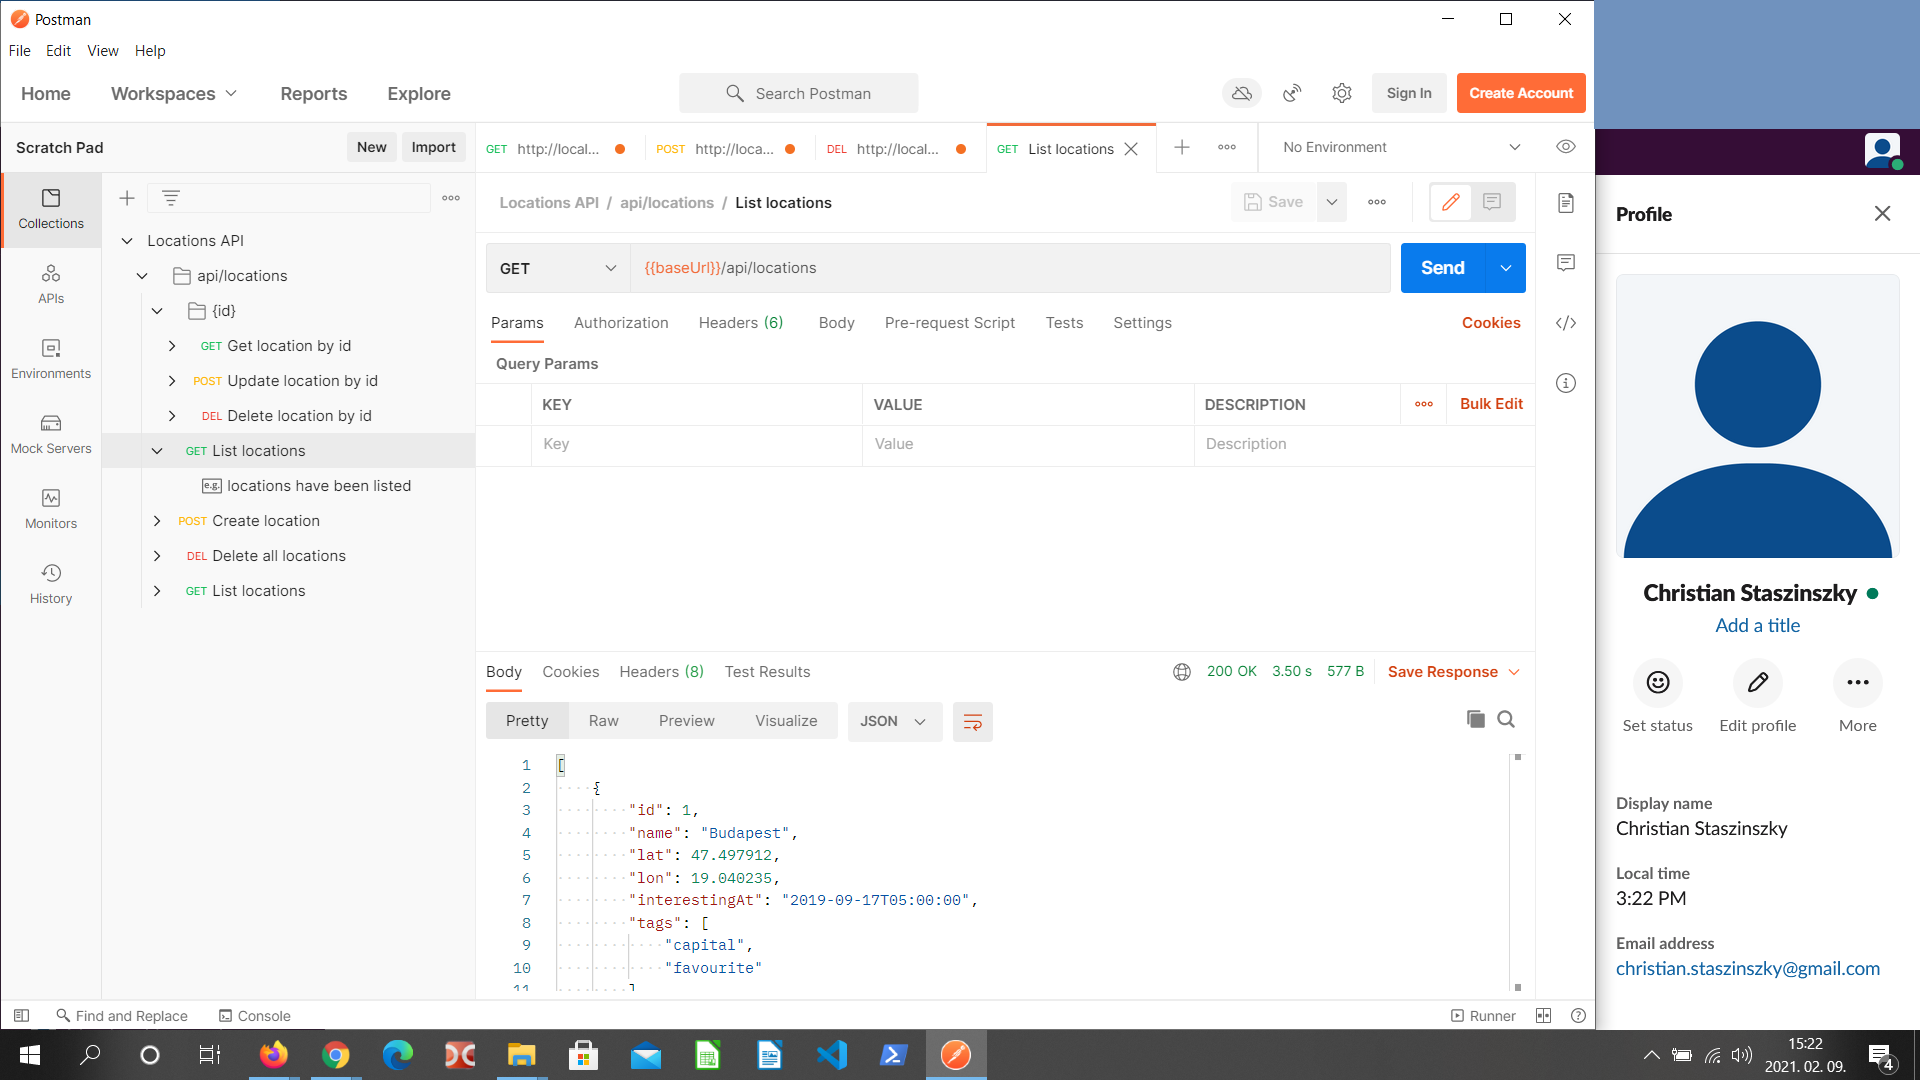 Postman
File Edit View Help
Home Workspaces Reports Explore
Search Postman
Sign In
Create Account
Scratch Pad
New
Import
GET http://local...
POST http://loca...
DEL http://local...
GET List locations
No Environment
Collections
APIs
Environments
Mock Servers
Monitors
History
Locations API
api/locations
{id}
GET Get location by id
POST Update location by id
DEL Delete location by id
GET List locations
e.g. locations have been listed
POST Create location
DEL Delete all locations
GET List locations
Locations API / api/locations / List locations
Save
GET
{{baseUrl}}/api/locations
Send
Params Authorization Headers (6) Body Pre-request Script Tests Settings
Cookies
Query Params
KEY VALUE DESCRIPTION
Bulk Edit
Key Value Description
Body Cookies Headers (8) Test Results
200 OK 3.50 s 577 B
Save Response
Pretty Raw Preview Visualize
JSON
1 [
2 {
3 "id": 1,
4 "name": "Budapest",
5 "lat": 47.497912,
6 "lon": 19.040235,
7 "interestingAt": "2019-09-17T05:00:00",
8 "tags": [
9 "capital",
10 "favourite"
11 ]
Find and Replace
Console
Runner
Profile
Christian Staszinszky
Add a title
Set status
Edit profile
More
Display name
Christian Staszinszky
Local time
3:22 PM
Email address
christian.staszinszky@gmail.com
15:22
2021. 02. 09.
4